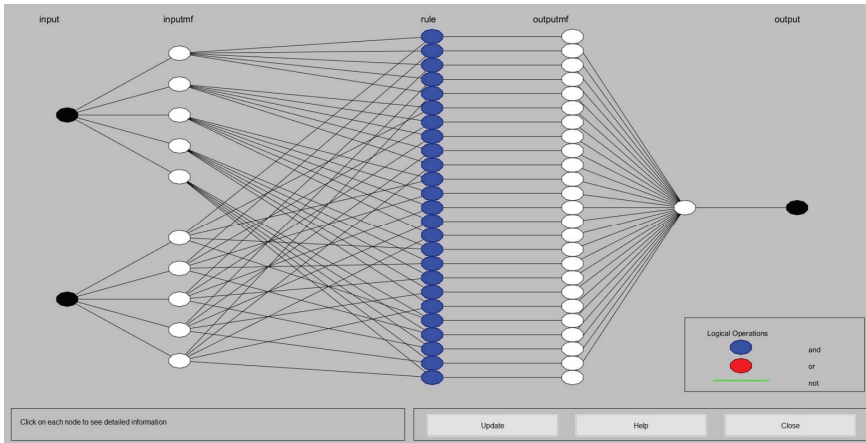 input inputmf rule outputmf output
Logical Operations
and
or
not
Click on each node to see detailed information
Update Help Close